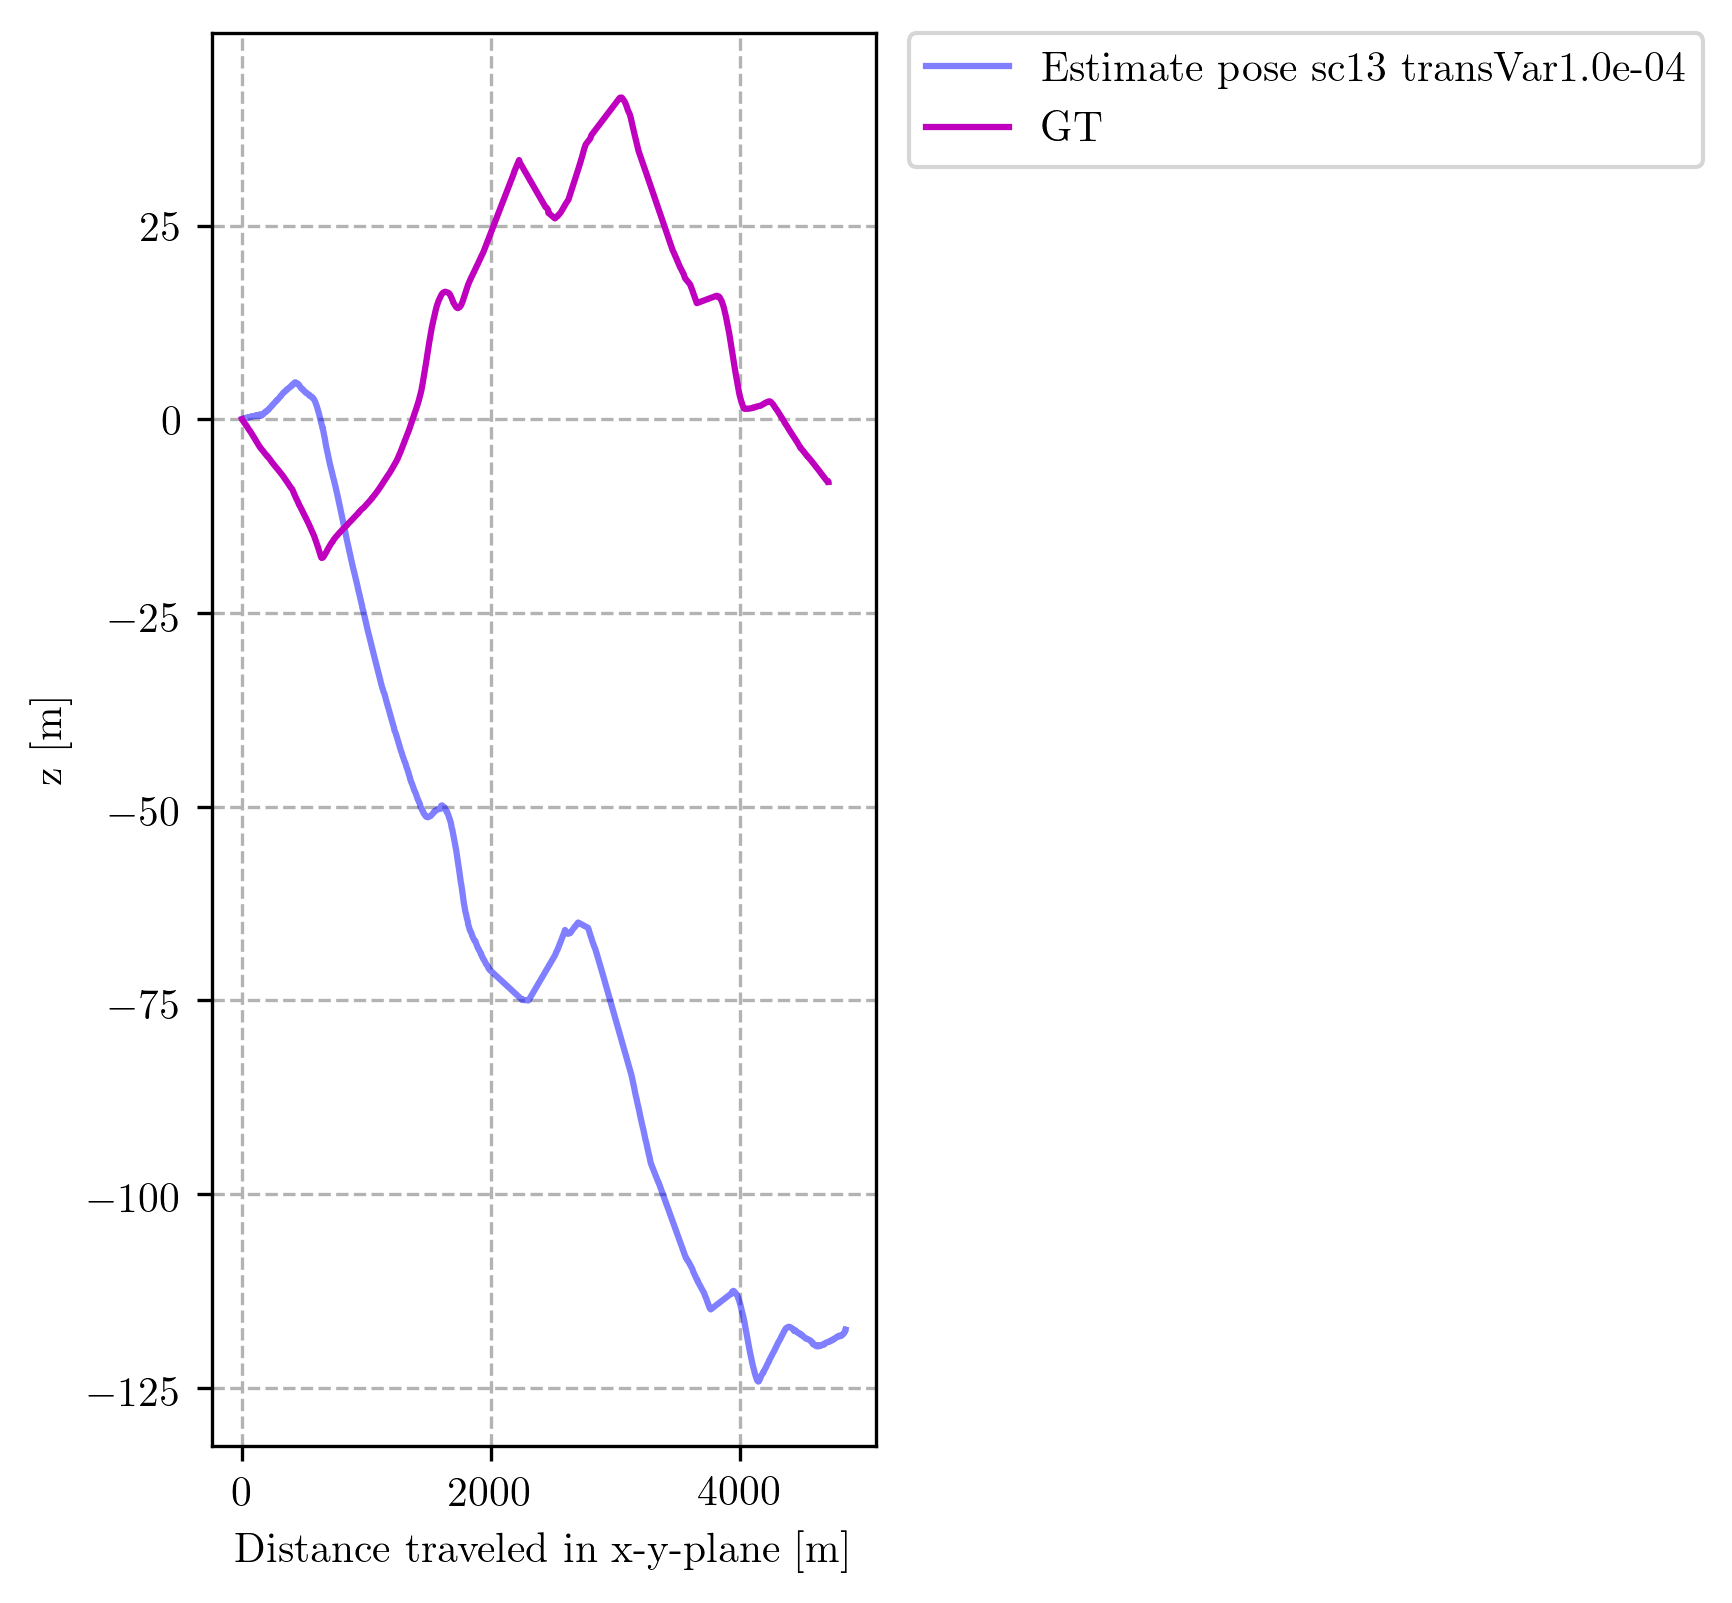 Estimate pose sc13 transVar1.0e-04
GT
25
0
−25
−50
−75
−100
−125
z [m]
0 2000 4000
Distance traveled in x-y-plane [m]